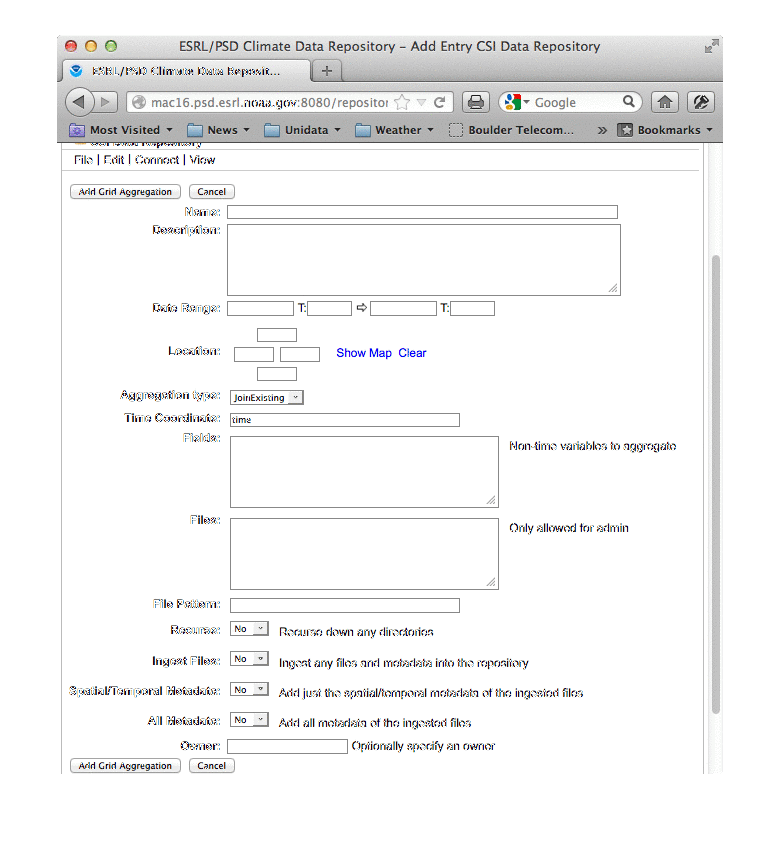 ESRL/PSD Climate Data Repository – Add Entry CSI Data Repository
ESRL/PSD Climate Data Reposit...
mac16.psd.esrl.noaa.gov:8080/repositor
Google
Most Visited News Unidata Weather Boulder Telecom... » Bookmarks
File | Edit | Connect | View
Add Grid Aggregation Cancel
Name:
Description:
Date Range: T: T:
Location: Show Map Clear
Aggregation type: JoinExisting
Time Coordinate: time
Fields: Non-time variables to aggregate
Files: Only allowed for admin
File Pattern:
Recurse: No Recurse down any directories
Ingest Files: No Ingest any files and metadata into the repository
Spatial/Temporal Metadata: No Add just the spatial/temporal metadata of the ingested files
All Metadata: No Add all metadata of the ingested files
Owner: Optionally specify an owner
Add Grid Aggregation Cancel